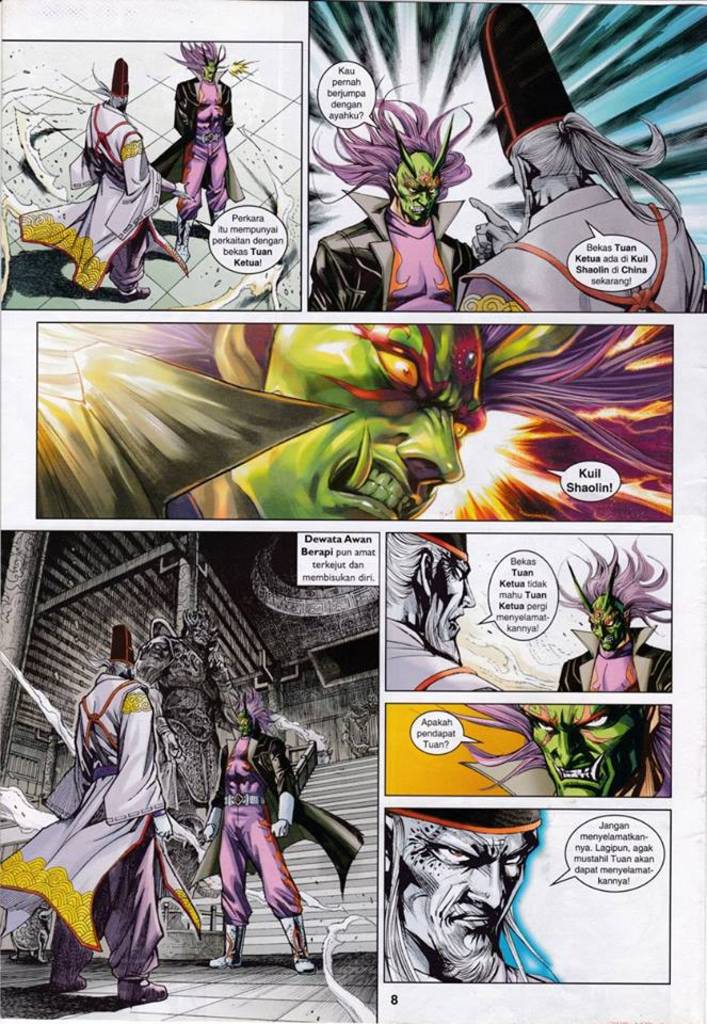 Perkara
itu mempunyai
perkaitan dengan
bekas Tuan
Ketua!
Kau
pernah
berjumpa
dengan
ayahku?
Bekas Tuan
Ketua ada di Kuil
Shaolin di China
sekarang!
Kuil
Shaolin!
Dewata Awan
Berapi pun amat
terkejut dan
membisukan diri.
Bekas
Tuan
Ketua tidak
mahu Tuan
Ketua pergi
menyelamat-
kannya!
Apakah
pendapat
Tuan?
Jangan
menyelamatkan-
nya. Lagipun, agak
mustahil Tuan akan
dapat menyelamat-
kannya!
8